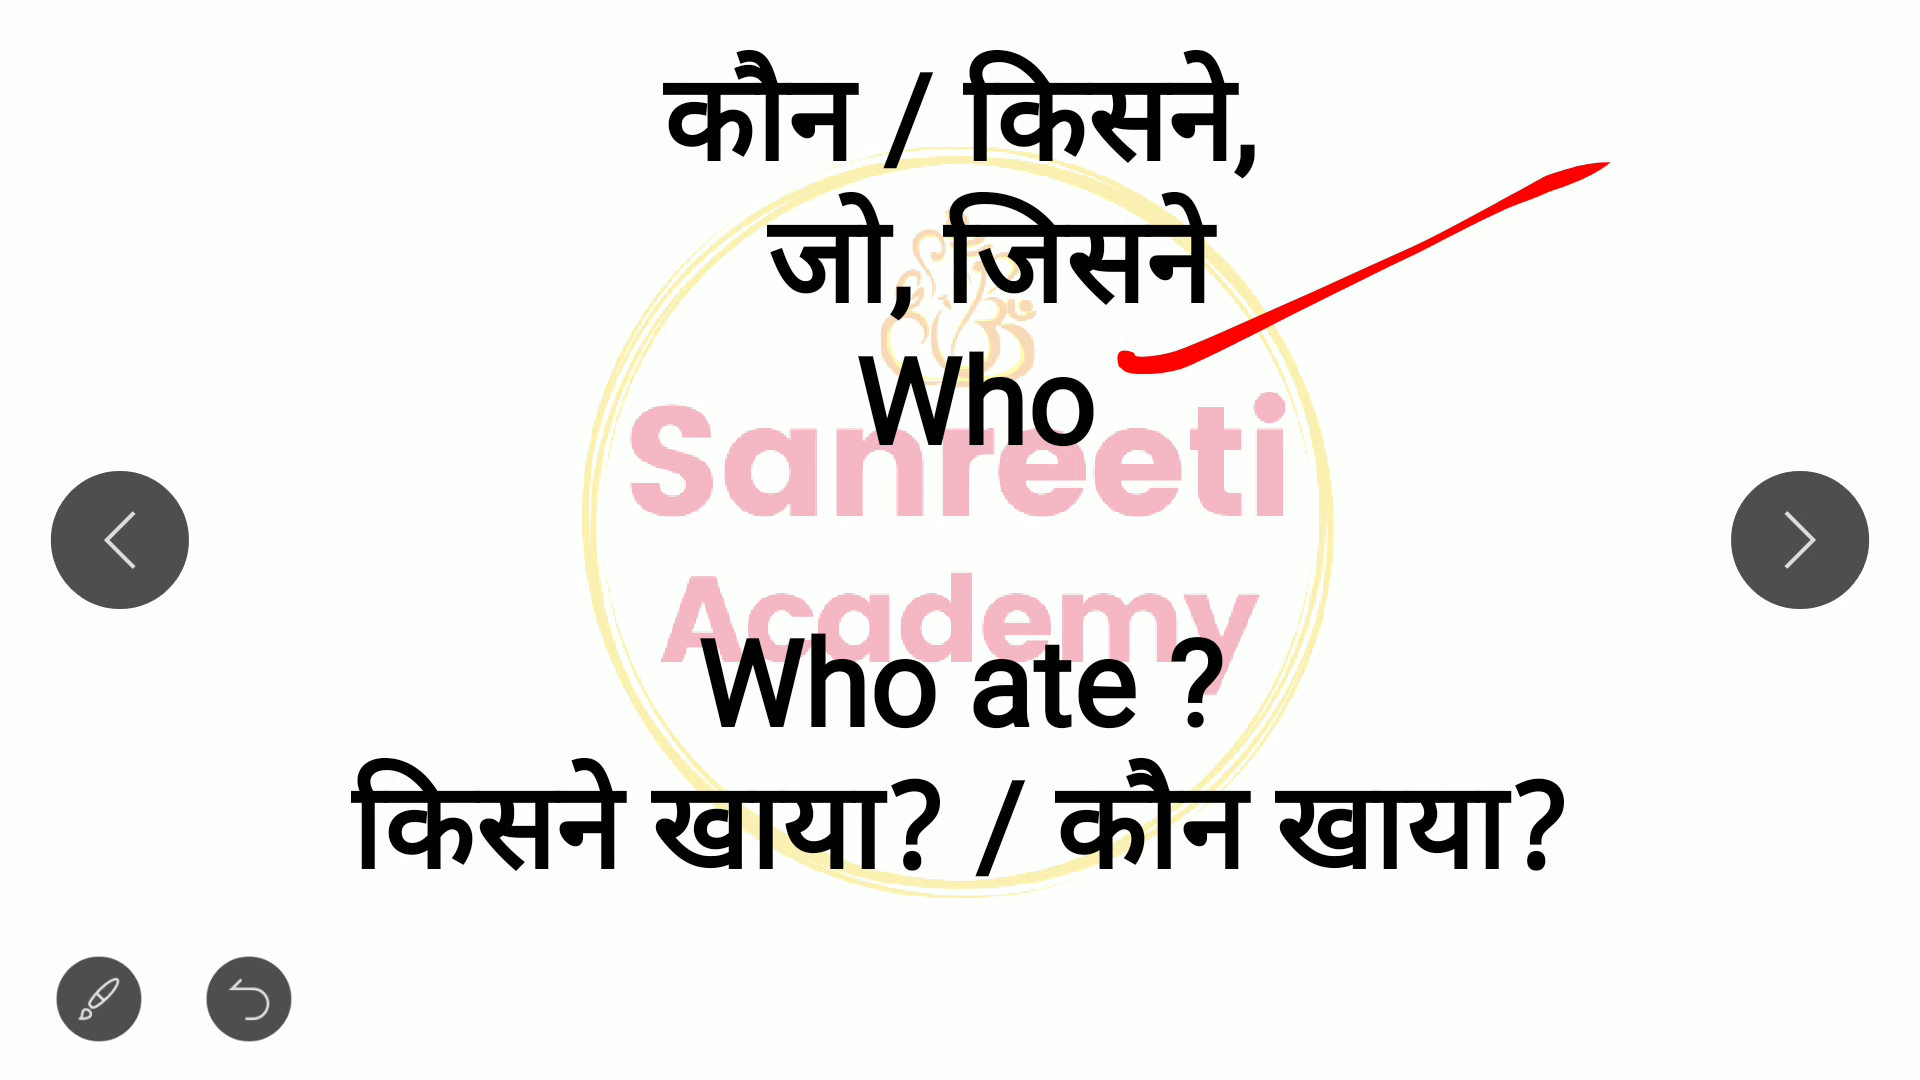 कौन / किसने,
जो, जिसने
Who
Sanreeti
Academy
Who ate ?
किसने खाया? / कौन खाया?